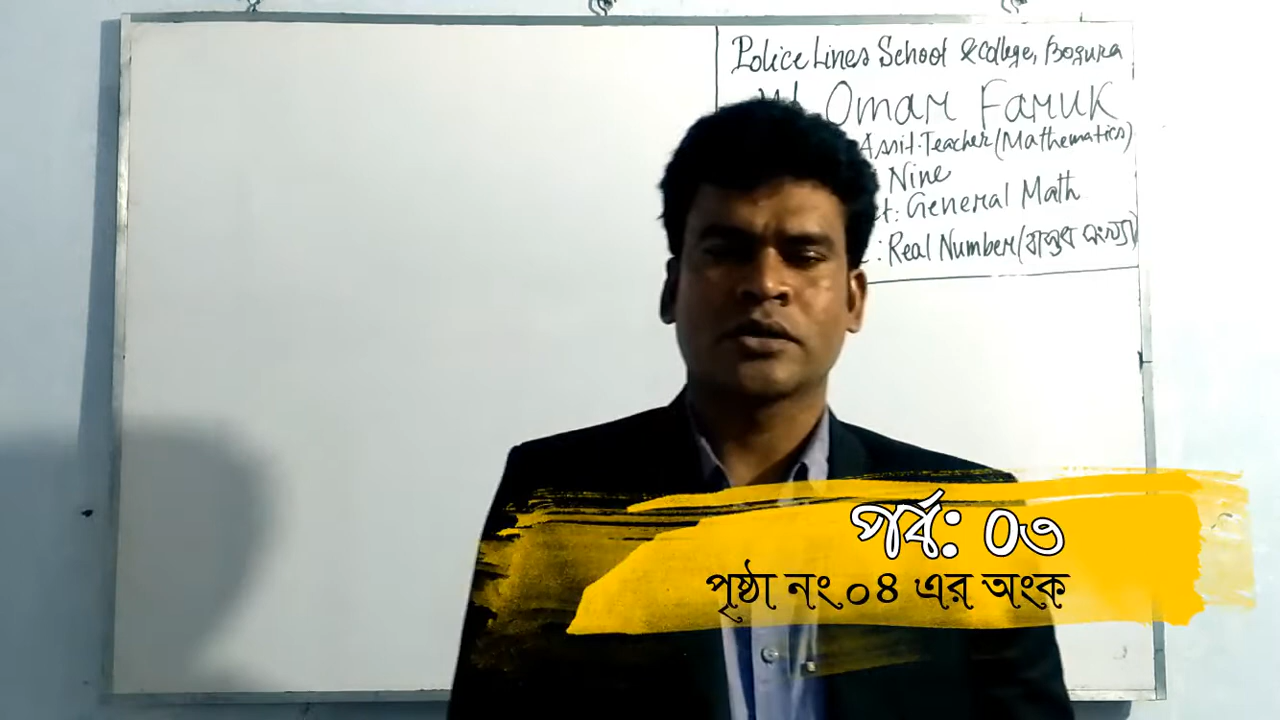 Police Lines School & College, Bogura
Omar Faruk
Assit. Teacher (Mathematics)
Nine
General Math
: Real Number (বাস্তব সংখ্যা)
পর্ব: ০৩
পৃষ্ঠা নং ০৪ এর অংক